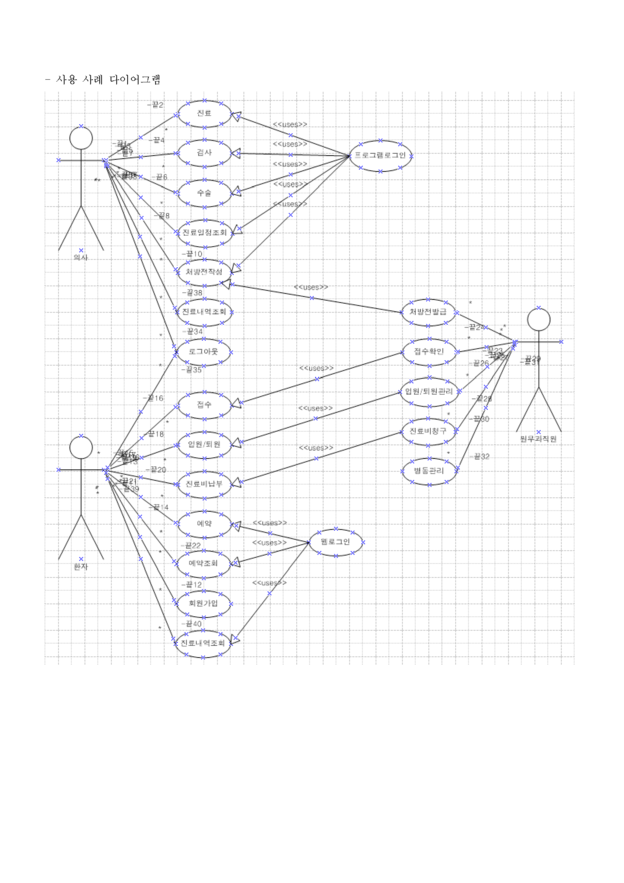 - 사용 사례 다이어그램
-끝2
진료
<<uses>>
-끝4
검사
<<uses>>
프로그램로그인
<<uses>>
-끝6
수술
<<uses>>
<<uses>>
-끝8
진료일정조회
의사
-끝10
처방전작성
<<uses>>
-끝38
진료내역조회
처방전발급
-끝24
-끝34
로그아웃
접수확인
-끝26
-끝35
<<uses>>
-끝16
접수
입원/퇴원관리
-끝28
<<uses>>
-끝18
입원/퇴원
진료비청구
-끝30
원무과직원
<<uses>>
-끝20
진료비납부
병동관리
-끝32
-끝39
-끝14
예약
<<uses>>
웹로그인
-끝22
<<uses>>
예약조회
환자
-끝12
<<uses>>
회원가입
-끝40
진료내역조회